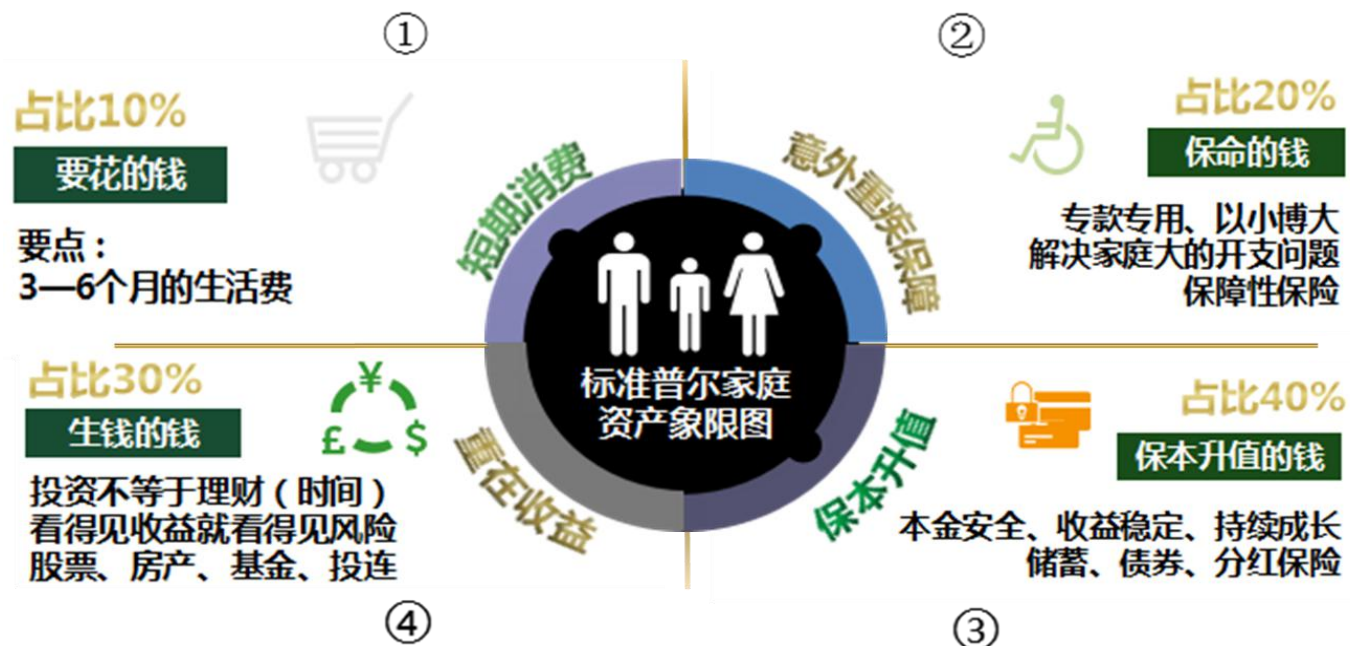 ①
占比10%
要花的钱
要点：
3—6个月的生活费
短期消费
②
占比20%
保命的钱
专款专用、以小博大
解决家庭大的开支问题
保障性保险
意外重疾保障
标准普尔家庭
资产象限图
占比30%
生钱的钱
¥
£
$
投资不等于理财（时间）
看得见收益就看得见风险
股票、房产、基金、投连
重在收益
④
占比40%
保本升值的钱
本金安全、收益稳定、持续成长
储蓄、债券、分红保险
保本升值
③